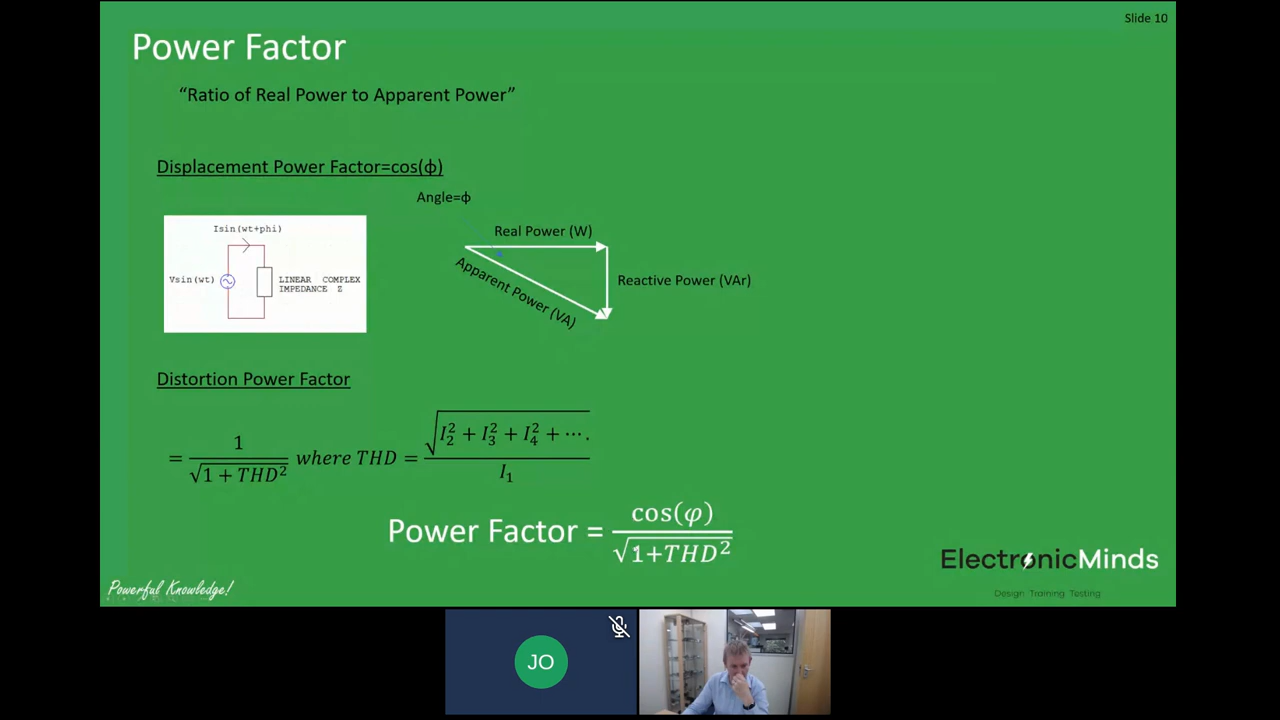 Slide 10
Power Factor
“Ratio of Real Power to Apparent Power”
Displacement Power Factor=cos(ϕ)
Angle=ϕ
Isin(wt+phi)
Vsin(wt)
LINEAR COMPLEX
IMPEDANCE Z
Real Power (W)
Apparent Power (VA)
Reactive Power (VAr)
Distortion Power Factor
= 1/√(1 + THD²) where THD = √(I₂² + I₃² + I₄² + ⋯.)/I₁
Power Factor = cos(φ)/√(1+THD²)
ElectronicMinds
Design Training Testing
Powerful Knowledge!
JO